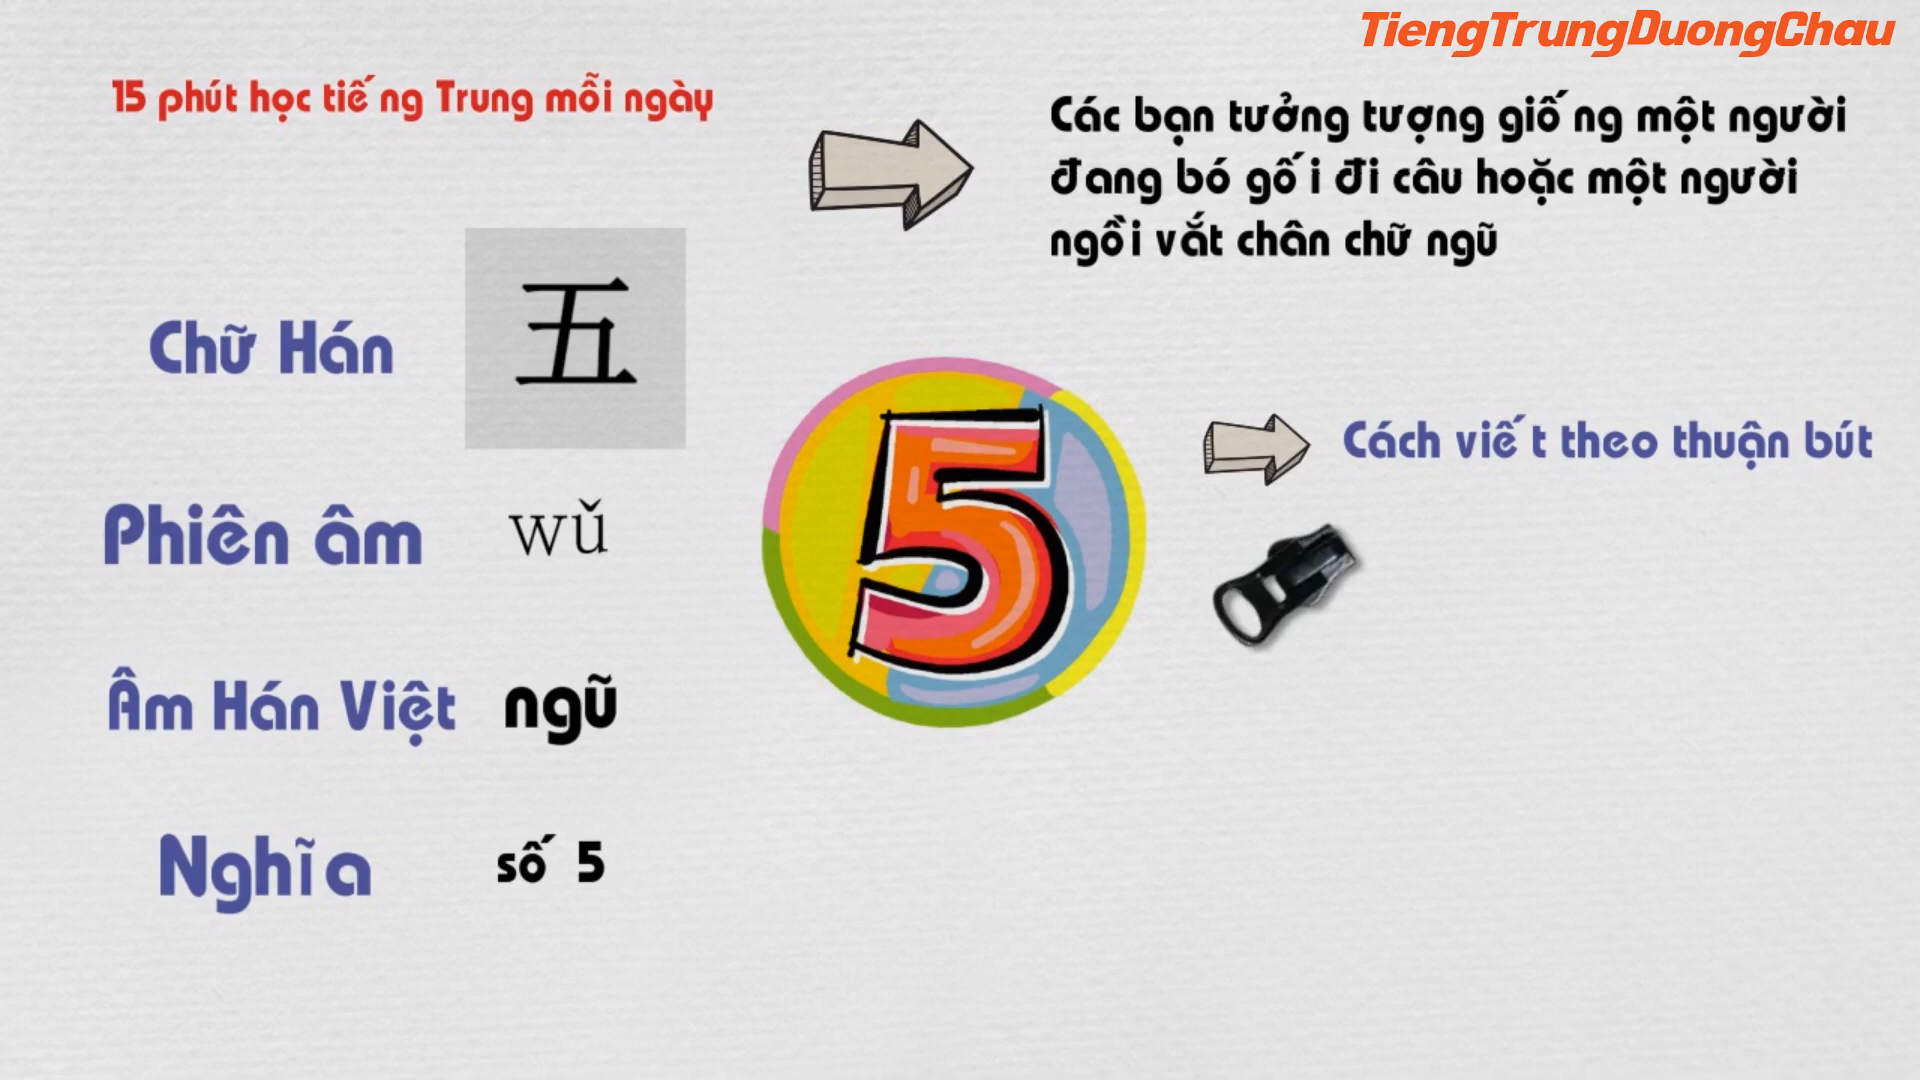 TiengTrungDuongChau
15 phút học tiếng Trung mỗi ngày
Các bạn tưởng tượng giống một người
đang bó gối đi câu hoặc một người
ngồi vắt chân chữ ngũ
Chữ Hán 五
5
Cách viết theo thuận bút
Phiên âm wǔ
Âm Hán Việt ngũ
Nghĩa số 5